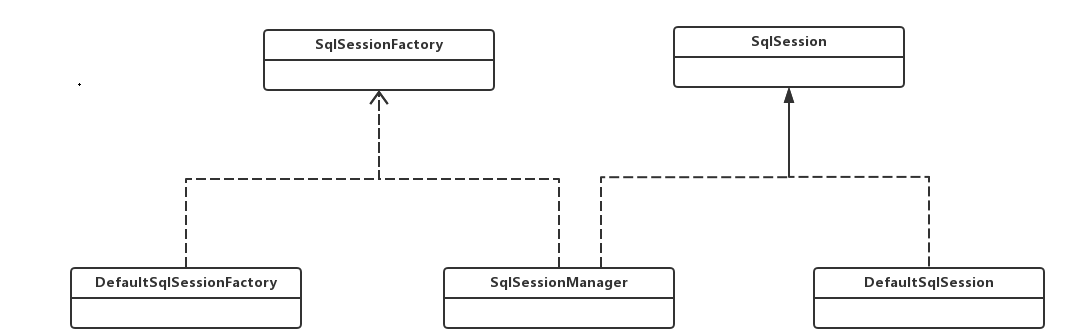 SqlSessionFactory
SqlSession
DefaultSqlSessionFactory
SqlSessionManager
DefaultSqlSession